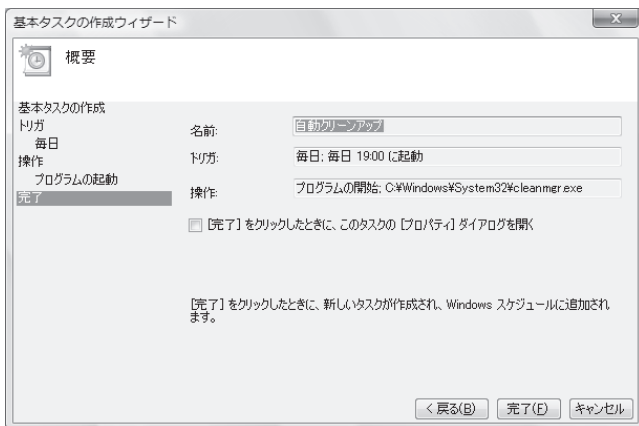 基本タスクの作成ウィザード
概要
基本タスクの作成
トリガ
毎日
操作
プログラムの起動
完了
名前: 自動クリーンアップ
トリガ: 毎日; 毎日 19:00 に起動
操作: プログラムの開始; C:¥Windows¥System32¥cleanmgr.exe
[完了] をクリックしたときに、このタスクの [プロパティ] ダイアログを開く
[完了] をクリックしたときに、新しいタスクが作成され、Windows スケジュールに追加され
ます。
< 戻る(B) 完了(F) キャンセル